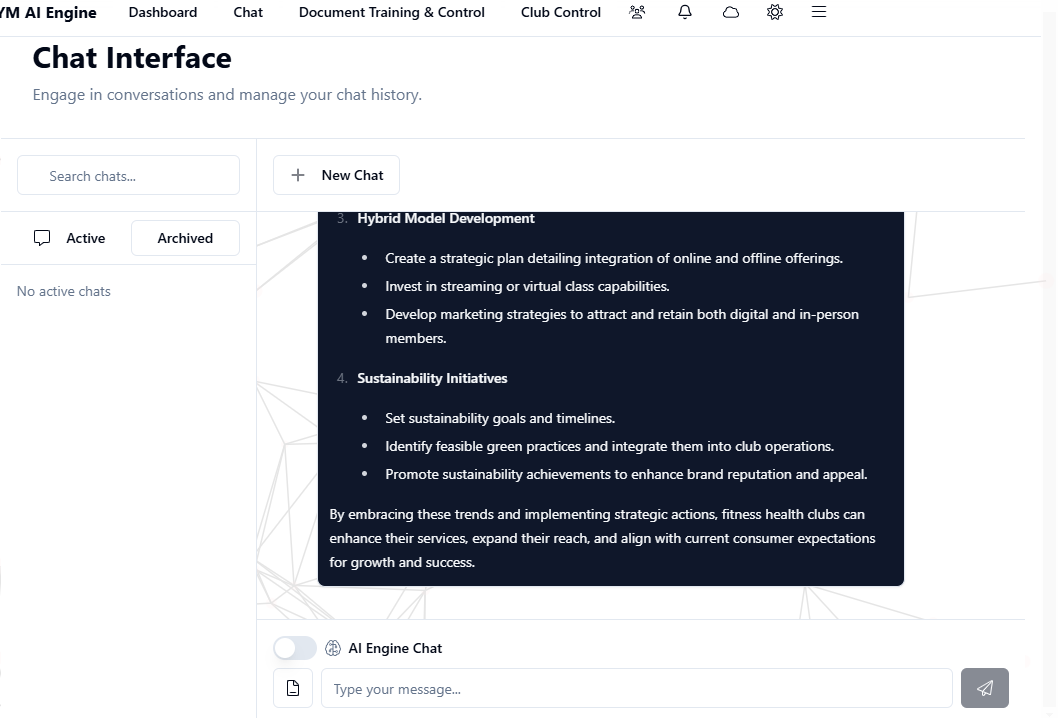 YM AI Engine Dashboard Chat Document Training & Control Club Control
Chat Interface
Engage in conversations and manage your chat history.
Search chats...
New Chat
Active
Archived
No active chats
3. Hybrid Model Development
Create a strategic plan detailing integration of online and offline offerings.
Invest in streaming or virtual class capabilities.
Develop marketing strategies to attract and retain both digital and in-person
members.
4. Sustainability Initiatives
Set sustainability goals and timelines.
Identify feasible green practices and integrate them into club operations.
Promote sustainability achievements to enhance brand reputation and appeal.
By embracing these trends and implementing strategic actions, fitness health clubs can
enhance their services, expand their reach, and align with current consumer expectations
for growth and success.
AI Engine Chat
Type your message...